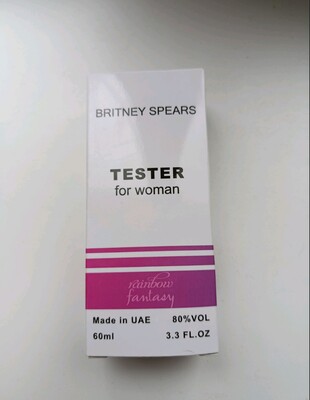 BRITNEY SPEARS
TESTER
for woman
rainbow
fantasy
Made in UAE 80%VOL
60ml 3.3 FL.OZ